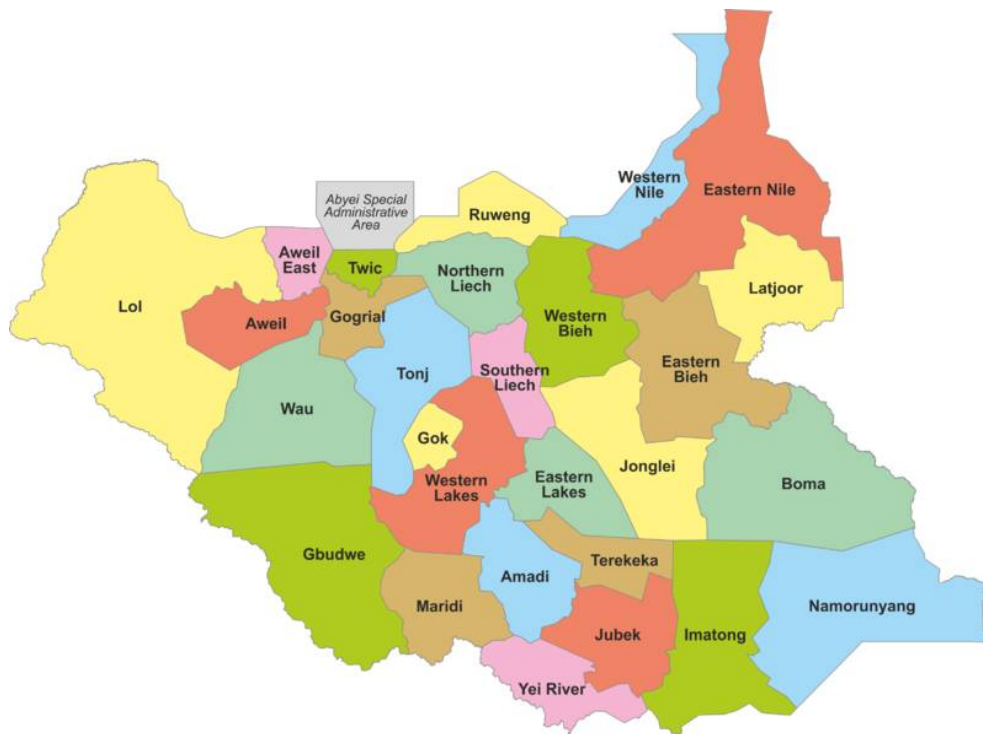 Abyei Special
Administrative
Area
Western
Nile
Eastern Nile
Ruweng
Aweil
East
Twic
Northern
Liech
Latjoor
Lol
Aweil
Gogrial
Western
Bieh
Tonj
Southern
Liech
Eastern
Bieh
Wau
Gok
Western
Lakes
Eastern
Lakes
Jonglei
Boma
Gbudwe
Amadi
Terekeka
Maridi
Jubek
Imatong
Namorunyang
Yei River